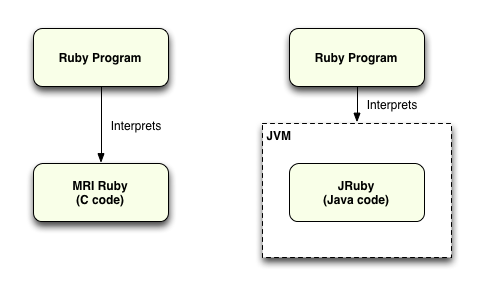 Ruby Program
Interprets
MRI Ruby
(C code)
Ruby Program
Interprets
JVM
JRuby
(Java code)